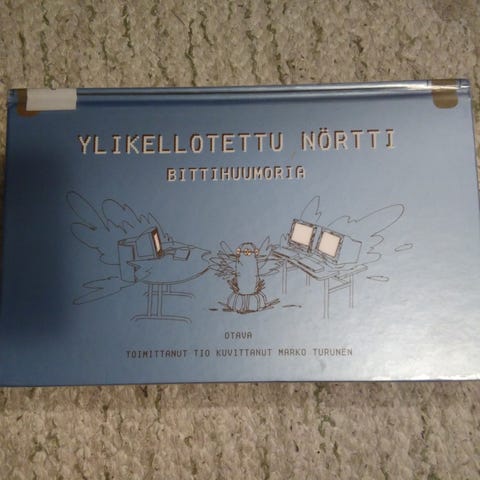 YLIKELLOTETTU NÖRTTI
BITTIHUUMORIA
OTAVA
TOIMITTANUT TIO KUVITTANUT MARKO TURUNEN